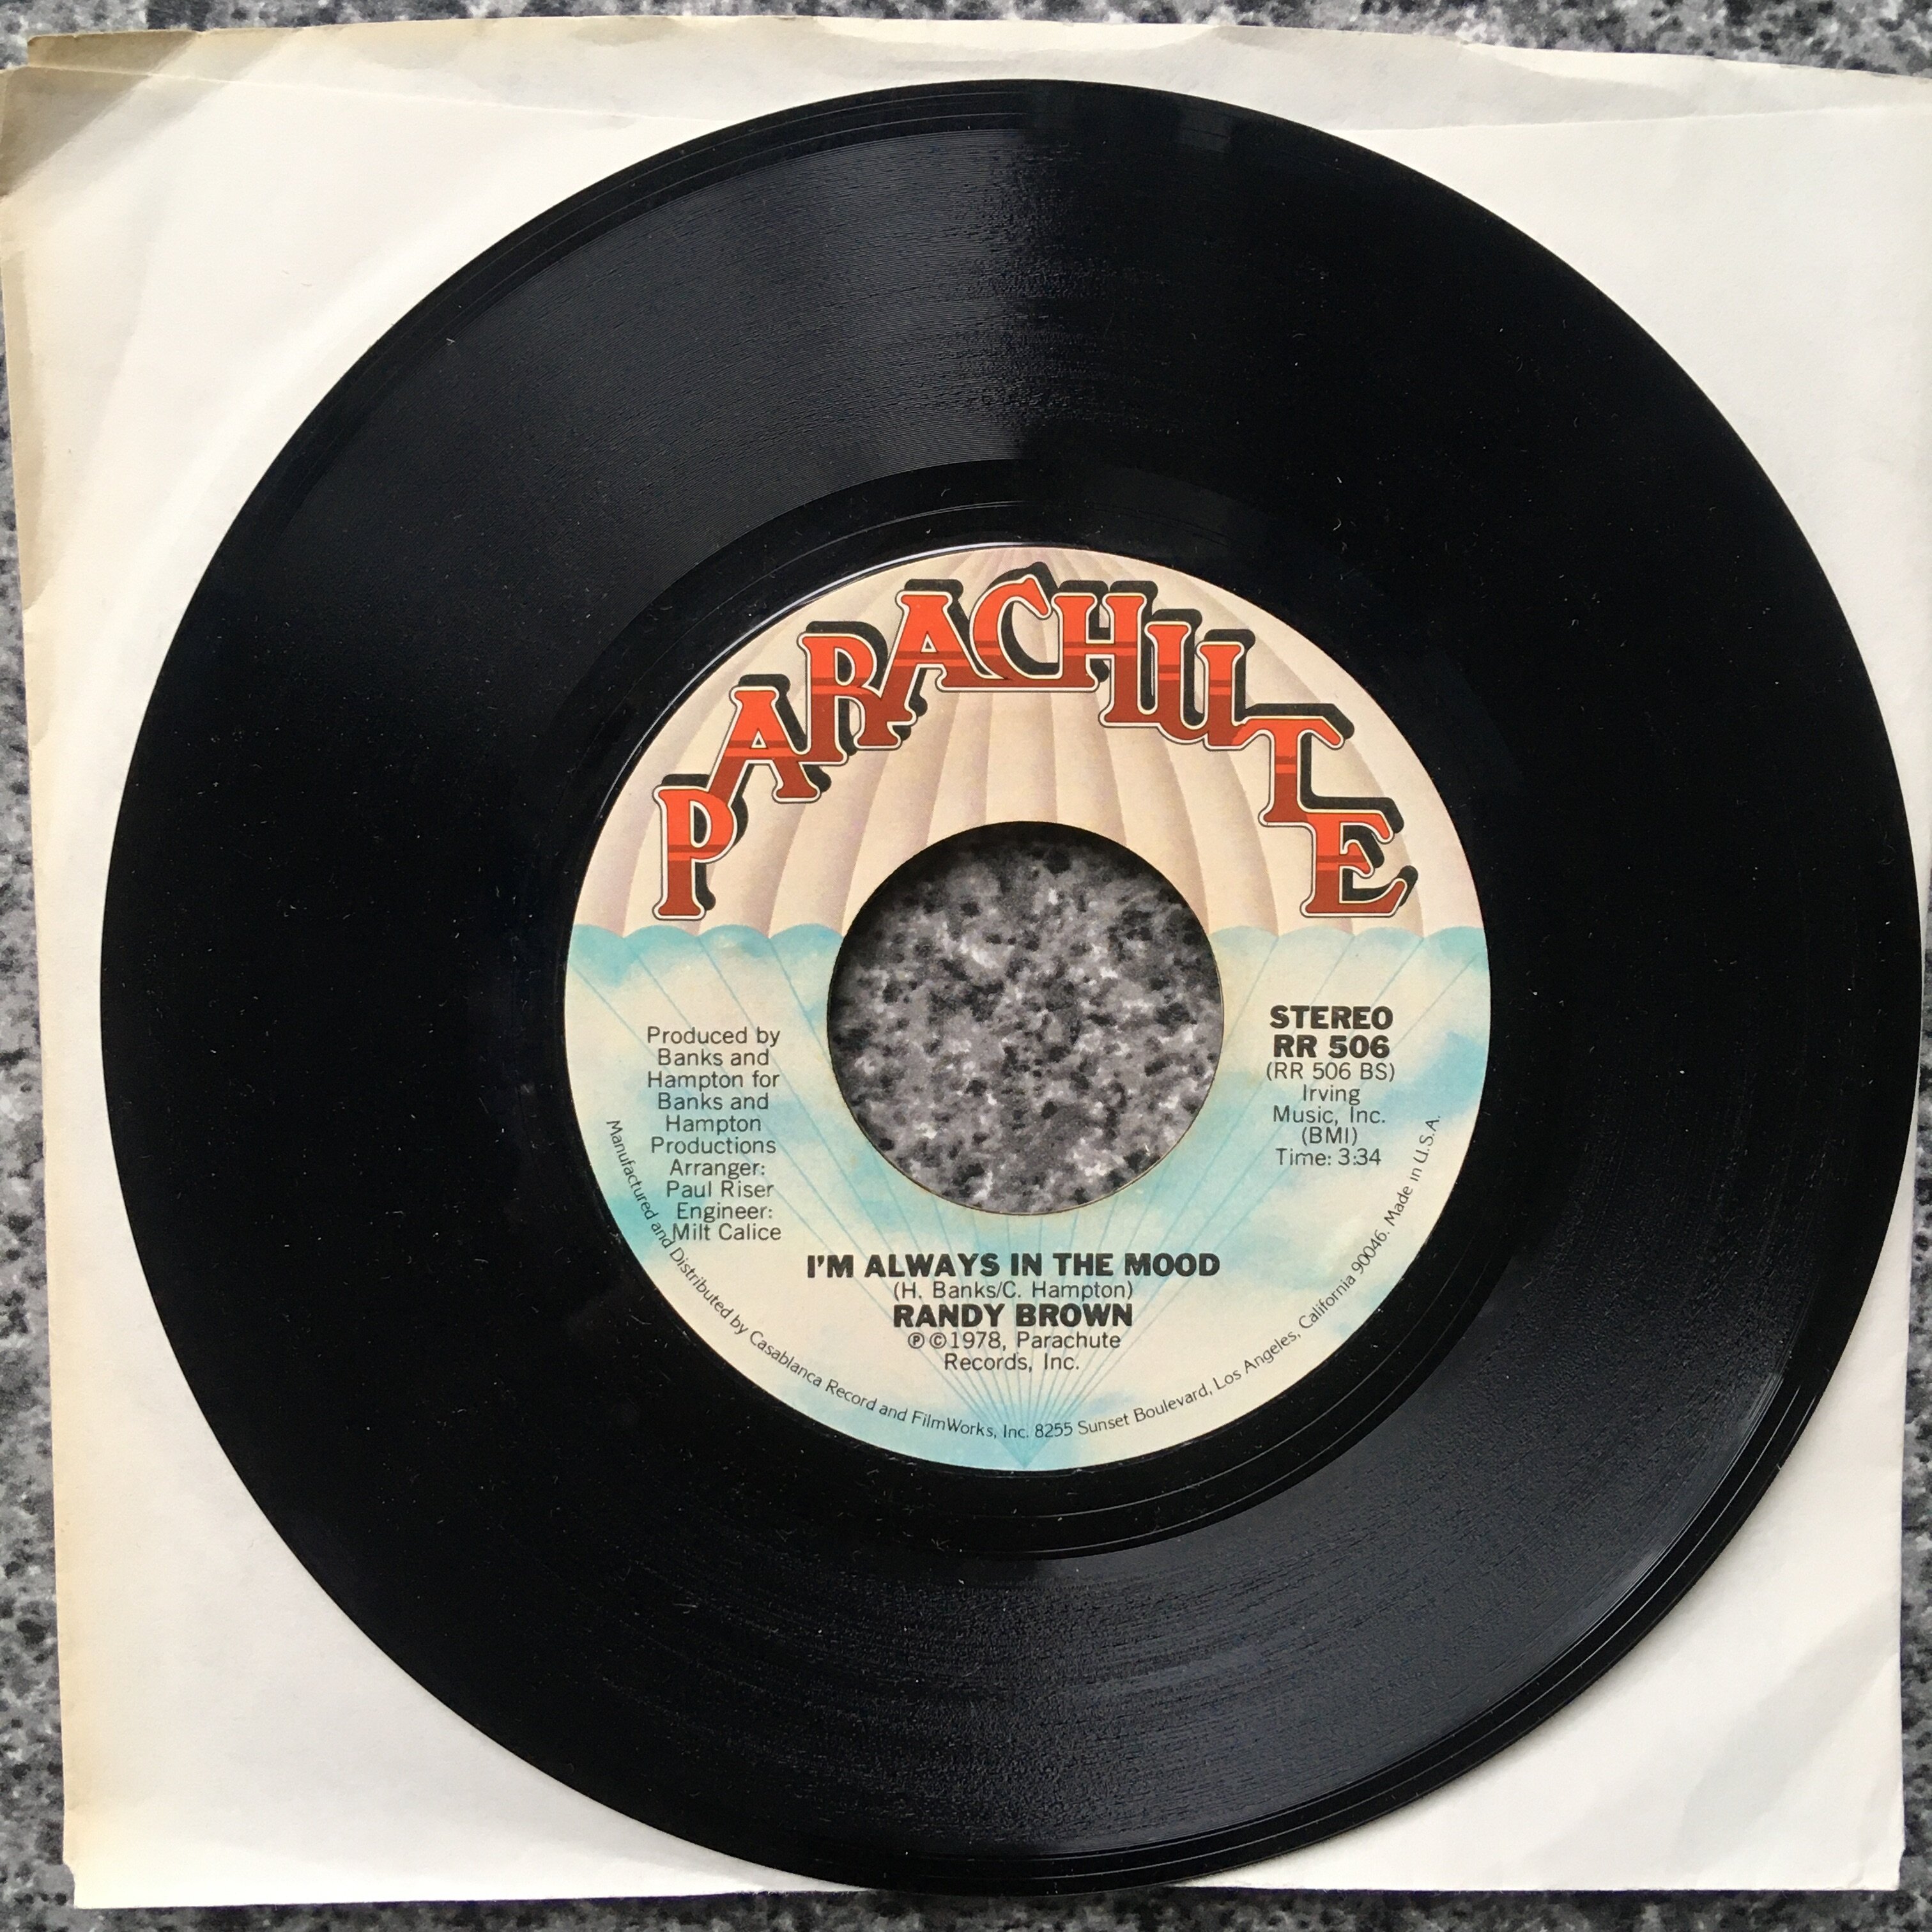 PARACHUTE
Produced by
Banks and
Hampton for
Banks and
Hampton
Productions
Arranger:
Paul Riser
Engineer:
Milt Calice
STEREO
RR 506
(RR 506 BS)
Irving
Music, Inc.
(BMI)
Time: 3:34
I'M ALWAYS IN THE MOOD
(H. Banks/C. Hampton)
RANDY BROWN
℗©1978, Parachute
Records, Inc.
Manufactured and Distributed by Casablanca Record and FilmWorks, Inc. 8255 Sunset Boulevard, Los Angeles, California 90046. Made in U.S.A.